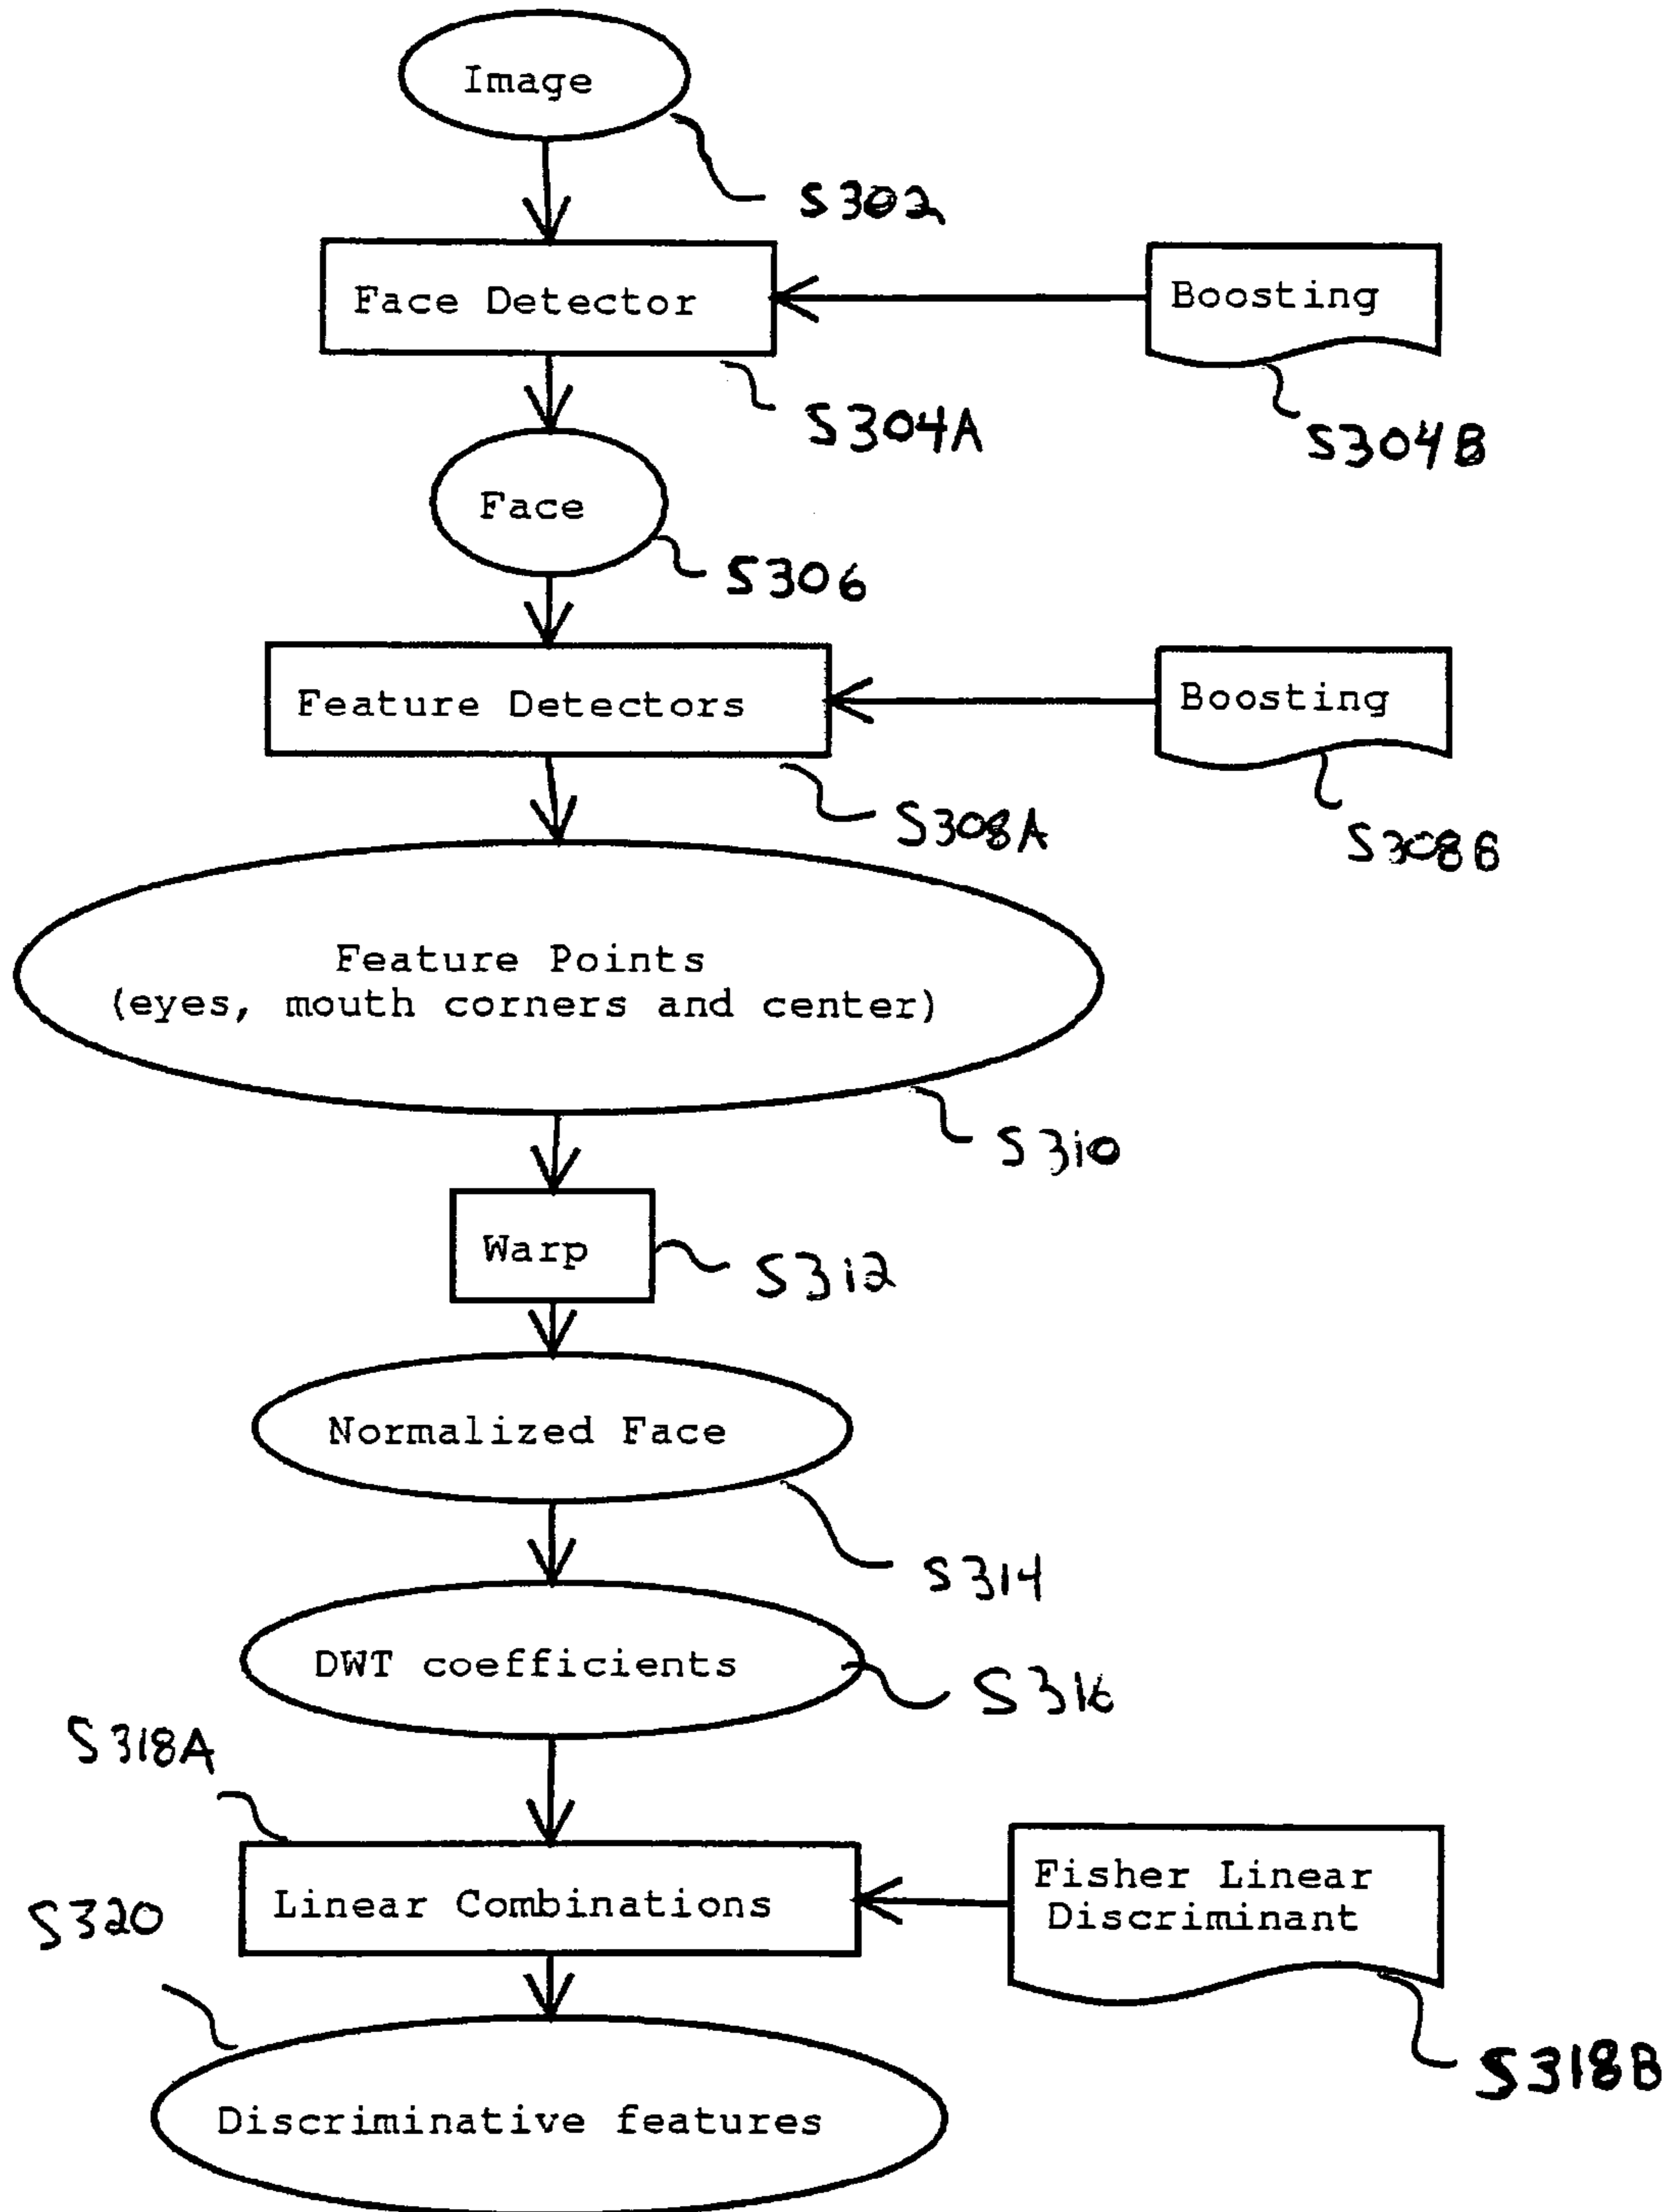 Image
S302
Face Detector
Boosting
S304A
S304B
Face
S306
Feature Detectors
Boosting
S308A
S308B
Feature Points
(eyes, mouth corners and center)
S310
Warp
S312
Normalized Face
S314
DWT coefficients
S316
S318A
Linear Combinations
Fisher Linear
Discriminant
S320
S318B
Discriminative features